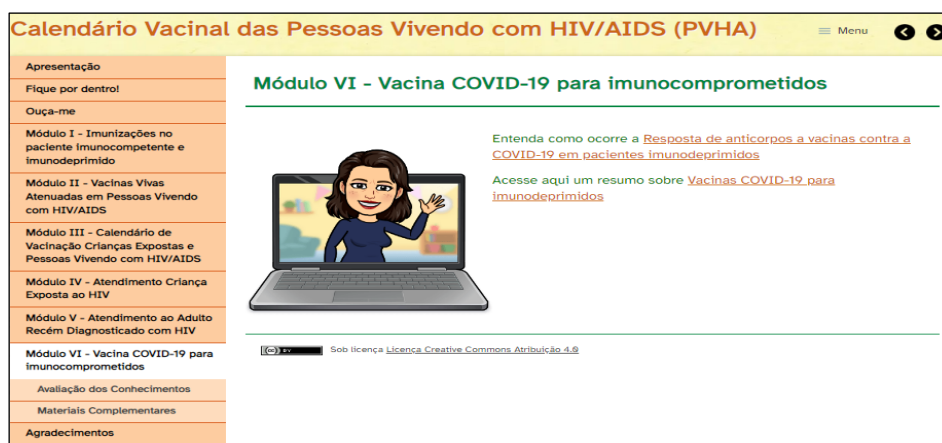 Calendário Vacinal das Pessoas Vivendo com HIV/AIDS (PVHA)
Menu
Apresentação
Fique por dentro!
Ouça-me
Módulo I - Imunizações no
paciente imunocompetente e
imunodeprimido
Módulo II - Vacinas Vivas
Atenuadas em Pessoas Vivendo
com HIV/AIDS
Módulo III - Calendário de
Vacinação Crianças Expostas e
Pessoas Vivendo com HIV/AIDS
Módulo IV - Atendimento Criança
Exposta ao HIV
Módulo V - Atendimento ao Adulto
Recém Diagnosticado com HIV
Módulo VI - Vacina COVID-19 para
imunocomprometidos
Avaliação dos Conhecimentos
Materiais Complementares
Agradecimentos
Módulo VI - Vacina COVID-19 para imunocomprometidos
Entenda como ocorre a Resposta de anticorpos a vacinas contra a
COVID-19 em pacientes imunodeprimidos
Acesse aqui um resumo sobre Vacinas COVID-19 para
imunodeprimidos
(cc) BY
Sob licença Licença Creative Commons Atribuição 4.0